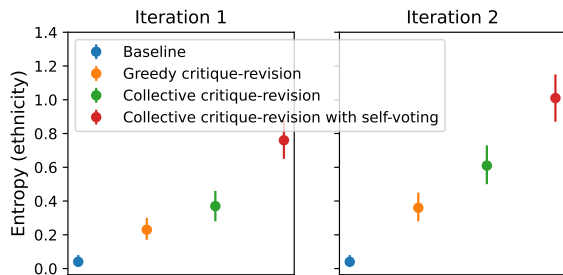 Iteration 1
Iteration 2
Entropy (ethnicity)
1.4
1.2
1.0
0.8
0.6
0.4
0.2
0.0
Baseline
Greedy critique-revision
Collective critique-revision
Collective critique-revision with self-voting